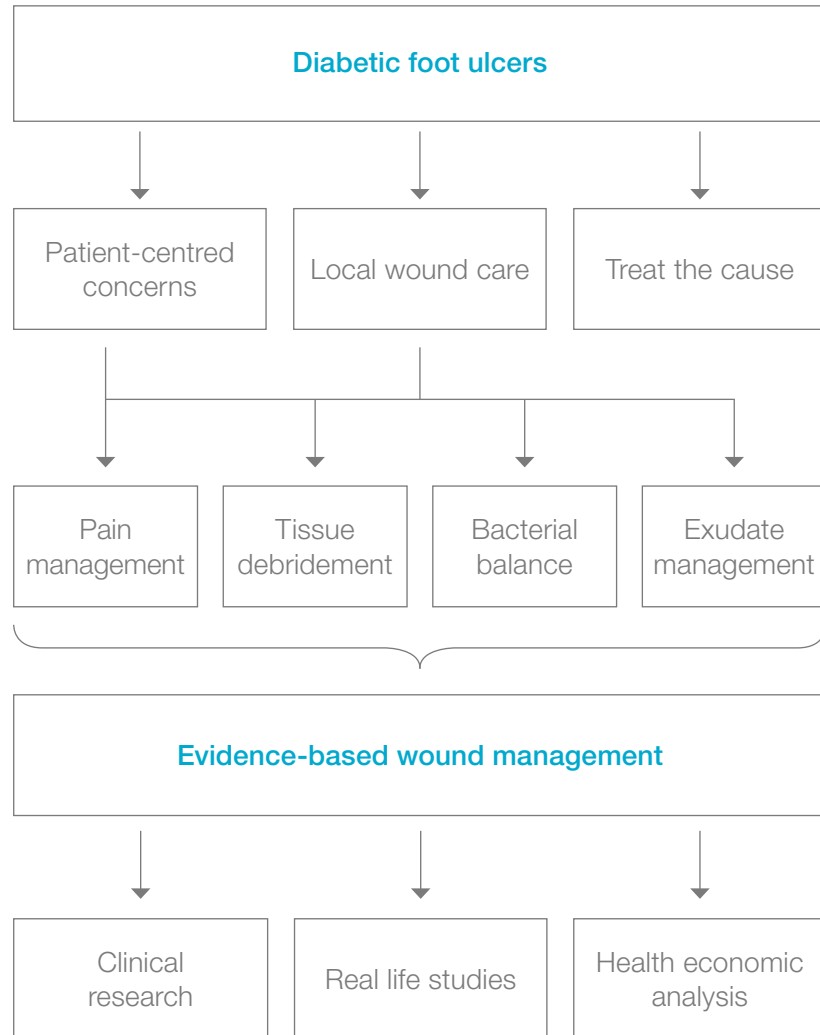 Diabetic foot ulcers
Patient-centred
concerns
Local wound care
Treat the cause
Pain
management
Tissue
debridement
Bacterial
balance
Exudate
management
Evidence-based wound management
Clinical
research
Real life studies
Health economic
analysis